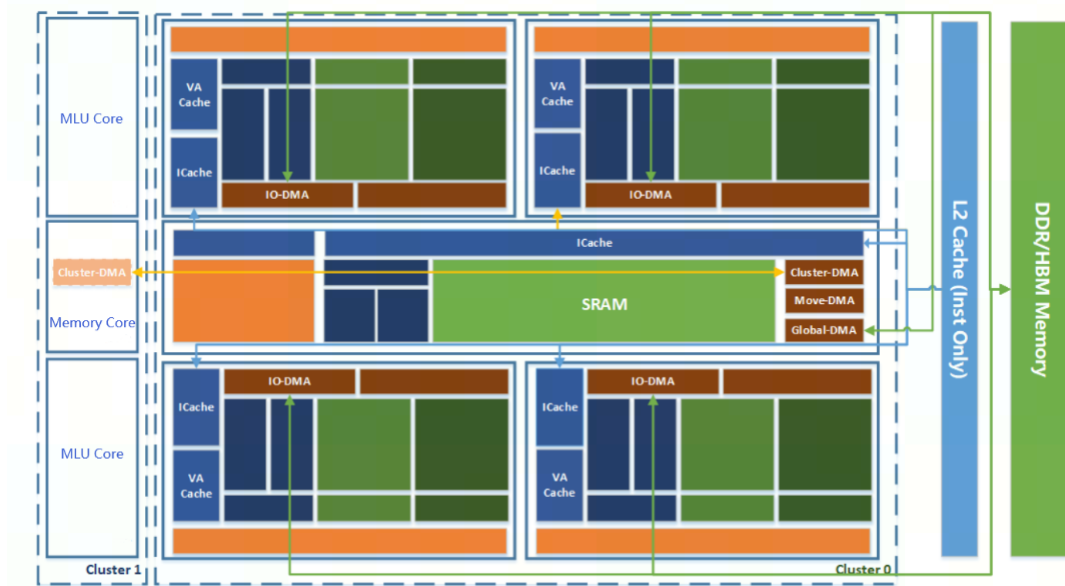 MLU Core
VA
Cache
ICache
IO-DMA
VA
Cache
ICache
IO-DMA
Cluster-DMA
Memory Core
ICache
SRAM
Cluster-DMA
Move-DMA
Global-DMA
MLU Core
ICache
VA
Cache
IO-DMA
ICache
VA
Cache
IO-DMA
Cluster 1
Cluster 0
L2 Cache (Inst Only)
DDR/HBM Memory